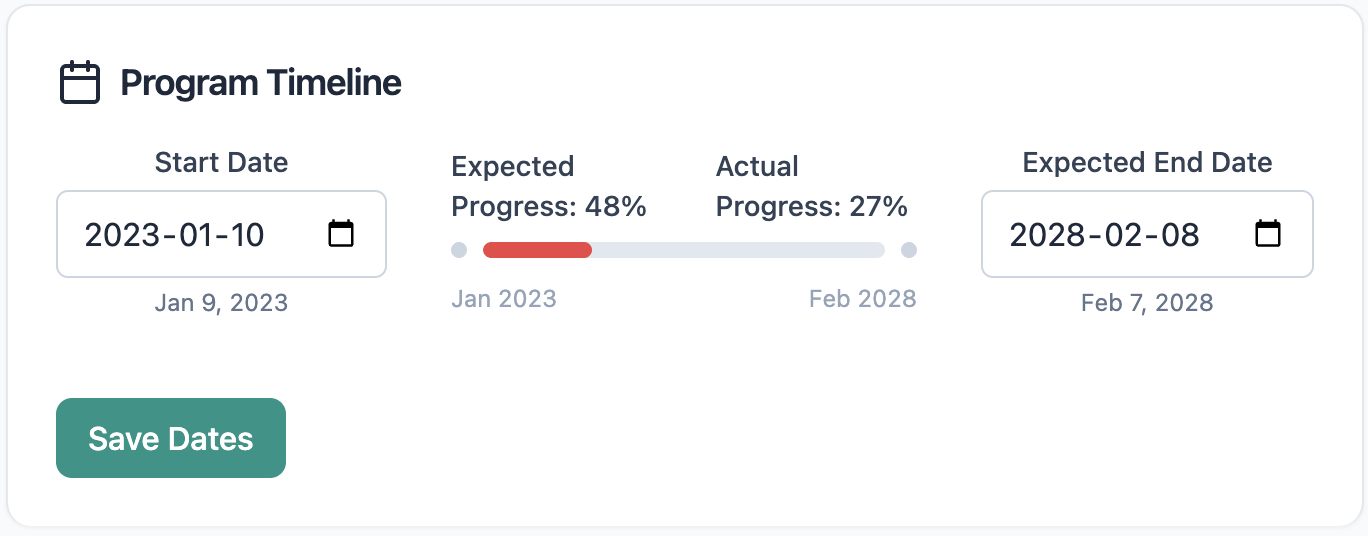 Program Timeline
Start Date
2023-01-10
Jan 9, 2023
Expected
Progress: 48%
Actual
Progress: 27%
Jan 2023
Feb 2028
Expected End Date
2028-02-08
Feb 7, 2028
Save Dates